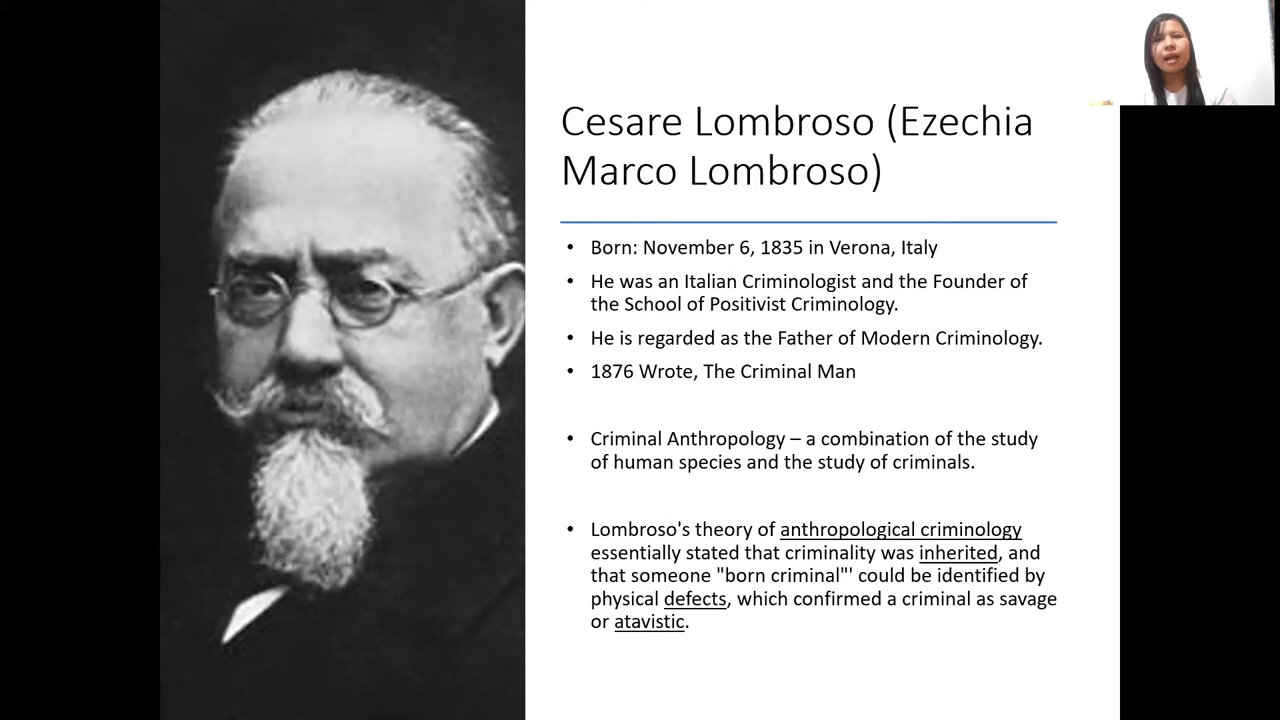 Cesare Lombroso (Ezechia
Marco Lombroso)
• Born: November 6, 1835 in Verona, Italy
• He was an Italian Criminologist and the Founder of
the School of Positivist Criminology.
• He is regarded as the Father of Modern Criminology.
• 1876 Wrote, The Criminal Man
• Criminal Anthropology – a combination of the study
of human species and the study of criminals.
• Lombroso's theory of anthropological criminology
essentially stated that criminality was inherited, and
that someone "born criminal"' could be identified by
physical defects, which confirmed a criminal as savage
or atavistic.